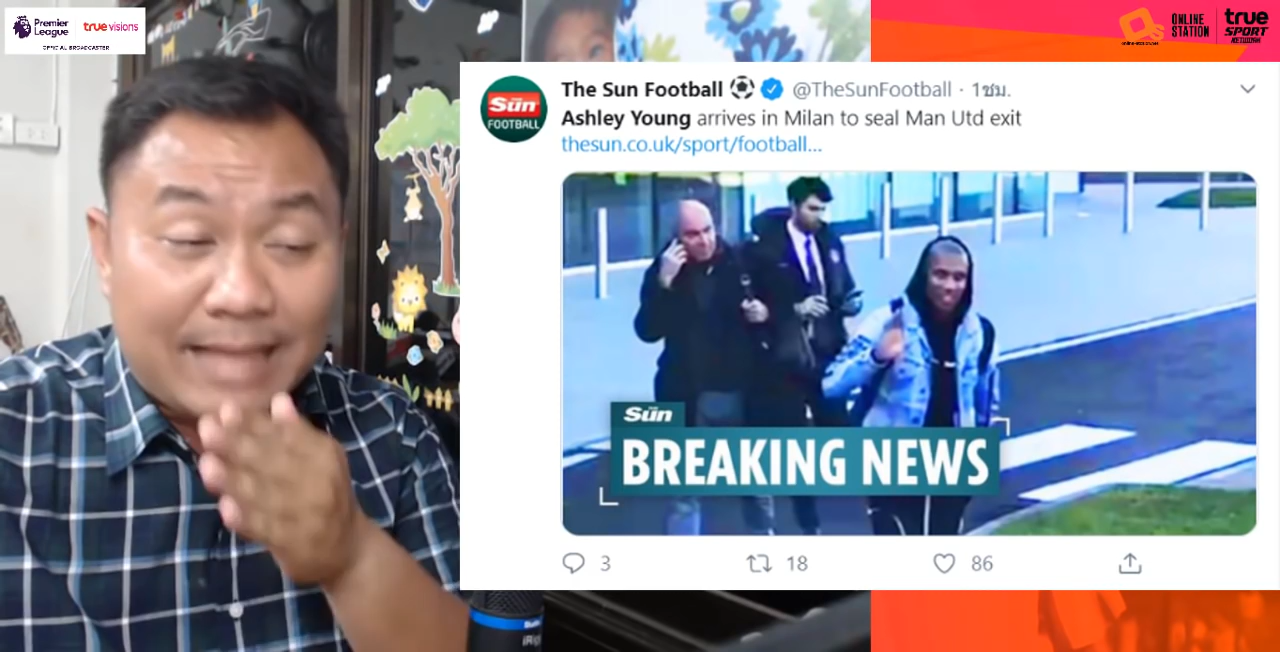 Premier
League
true visions
OFFICIAL BROADCASTER
ONLINE
STATION
true
SPORT
NETWORK
The Sun Football ⚽ @TheSunFootball · 1ชม.
Ashley Young arrives in Milan to seal Man Utd exit
thesun.co.uk/sport/football...
THE
Sun
FOOTBALL
Sun
BREAKING NEWS
3
18
86